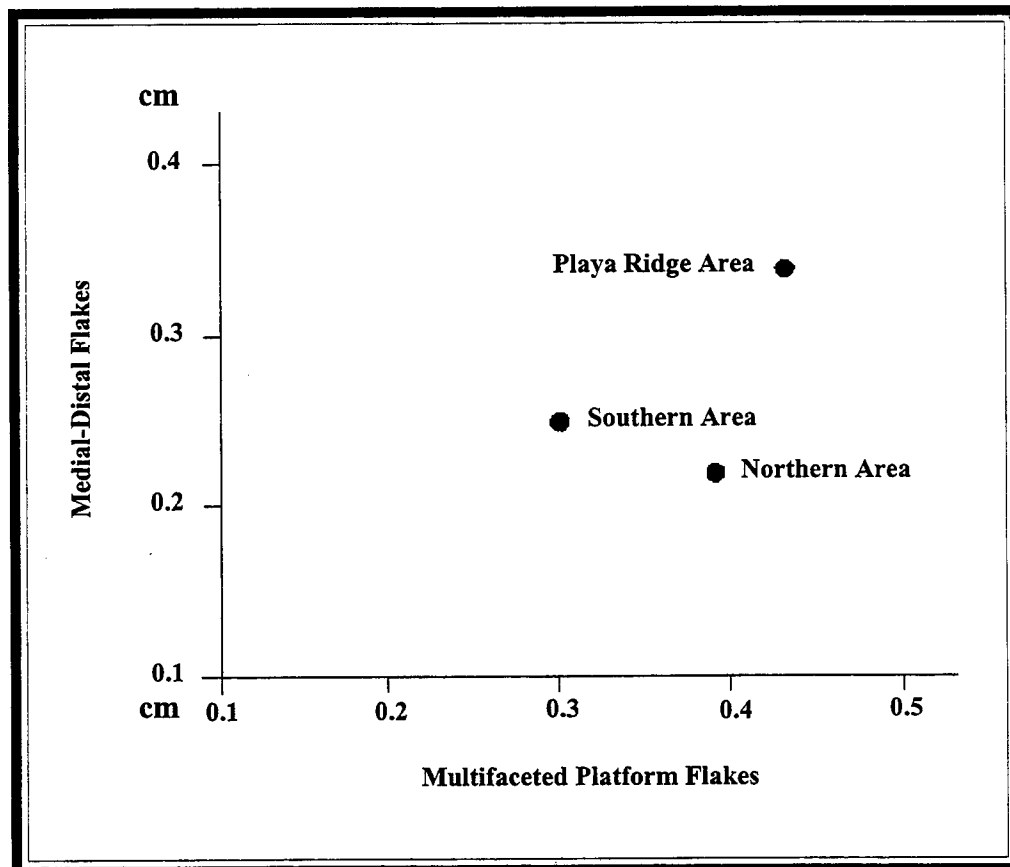 cm
0.4
Playa Ridge Area
0.3
Medial-Distal Flakes
Southern Area
Northern Area
0.2
0.1
cm
0.1
0.2
0.3
0.4
0.5
Multifaceted Platform Flakes